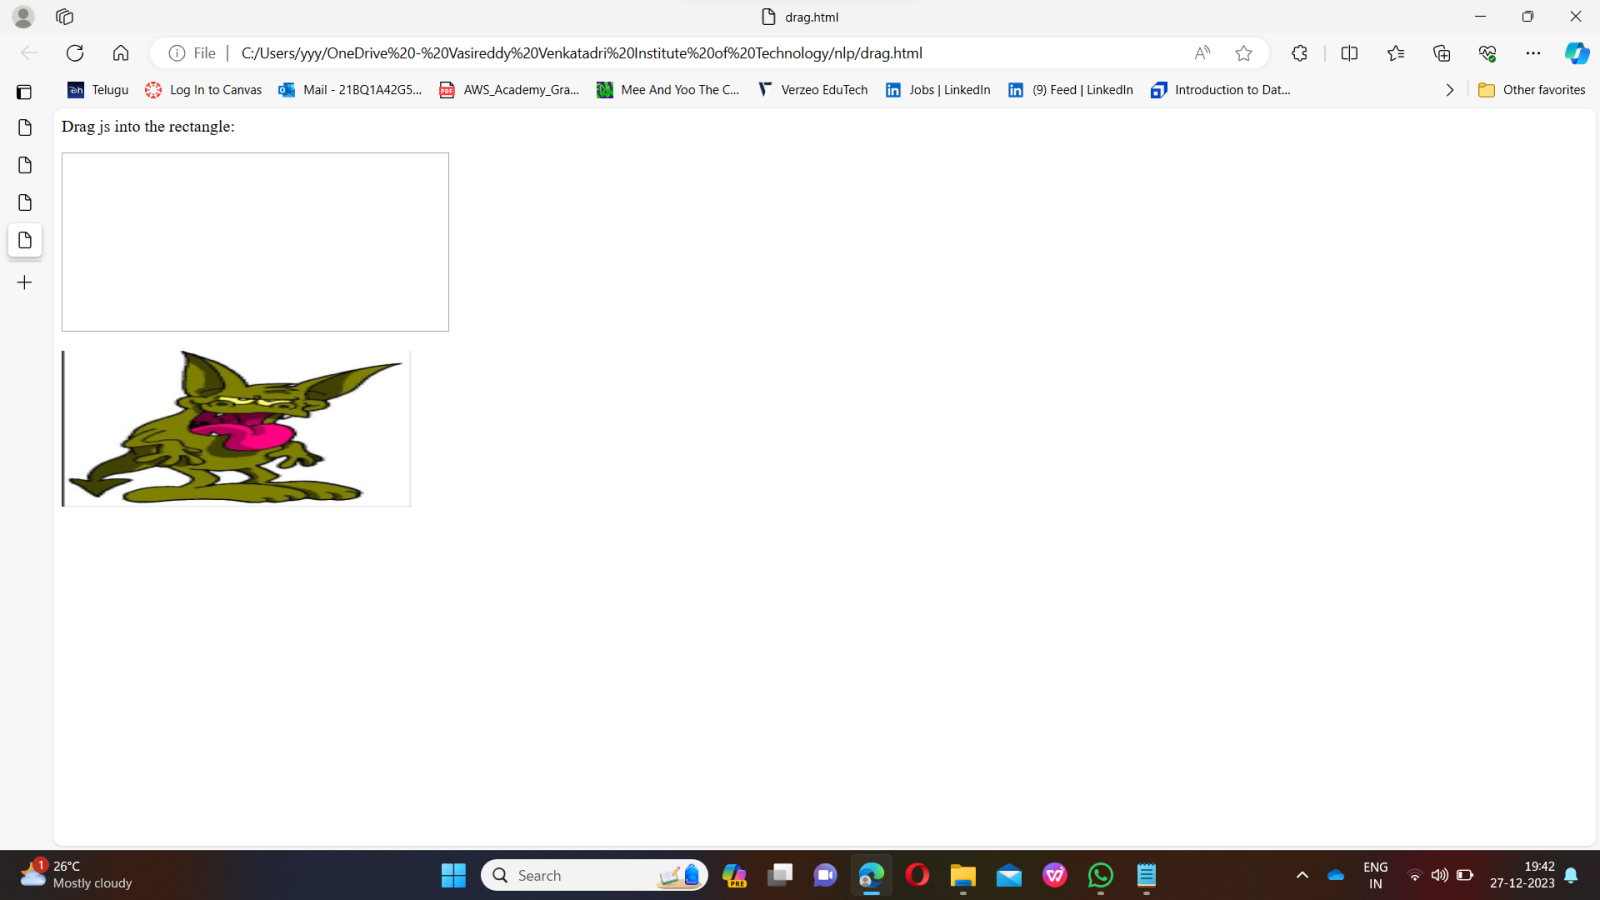 drag.html
File
C:/Users/yyy/OneDrive%20-%20Vasireddy%20Venkatadri%20Institute%20of%20Technology/nlp/drag.html
Telugu Log In to Canvas Mail - 21BQ1A42G5... AWS_Academy_Gra... Mee And Yoo The C... Verzeo EduTech Jobs | LinkedIn (9) Feed | LinkedIn Introduction to Dat... Other favorites
Drag js into the rectangle:
1
26°C
Mostly cloudy
Search
PRE
ENG
IN
19:42
27-12-2023